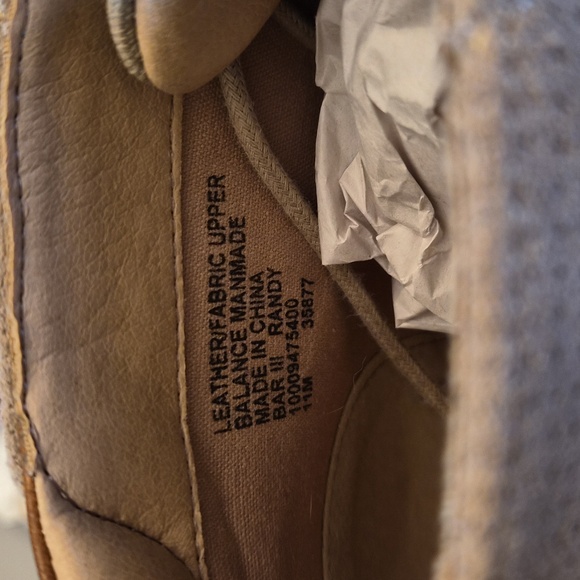 LEATHER/FABRIC UPPER
BALANCE MANMADE
MADE IN CHINA
BAR III RANDY
10009475400
11M 35877